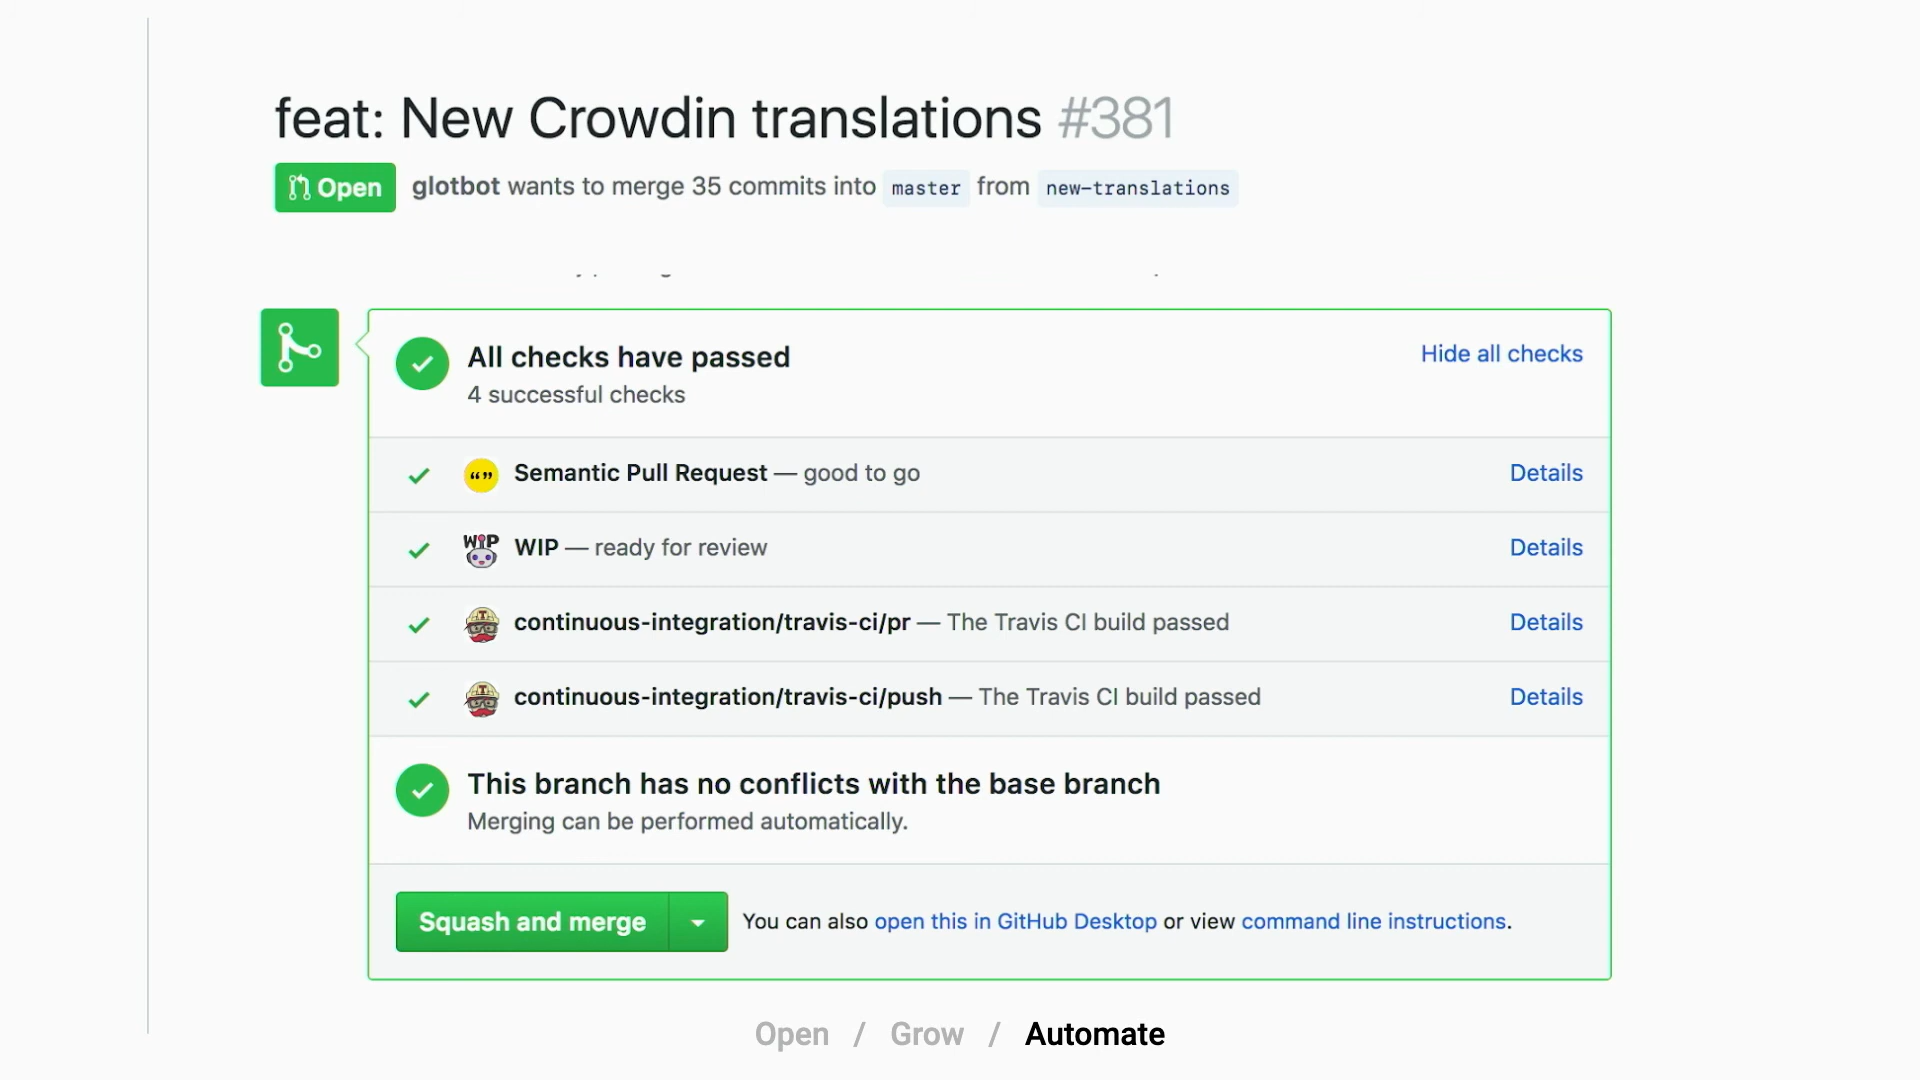 feat: New Crowdin translations #381
Open glotbot wants to merge 35 commits into master from new-translations
All checks have passed
Hide all checks
4 successful checks
“” Semantic Pull Request — good to go Details
WIP WIP — ready for review Details
continuous-integration/travis-ci/pr — The Travis CI build passed Details
continuous-integration/travis-ci/push — The Travis CI build passed Details
This branch has no conflicts with the base branch
Merging can be performed automatically.
Squash and merge You can also open this in GitHub Desktop or view command line instructions.
Open / Grow / Automate